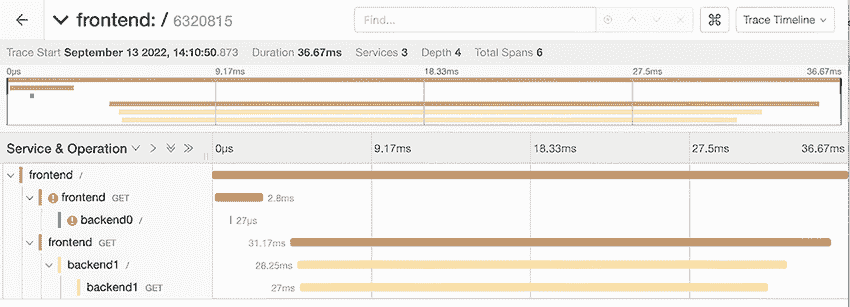 frontend: / 6320815 Find... Trace Timeline
Trace Start September 13 2022, 14:10:50.873 Duration 36.67ms Services 3 Depth 4 Total Spans 6
0μs 9.17ms 18.33ms 27.5ms 36.67ms
Service & Operation 0μs 9.17ms 18.33ms 27.5ms 36.67ms
frontend /
frontend GET 2.8ms
backend0 / 27μs
frontend GET 31.17ms
backend1 / 28.25ms
backend1 GET 27ms